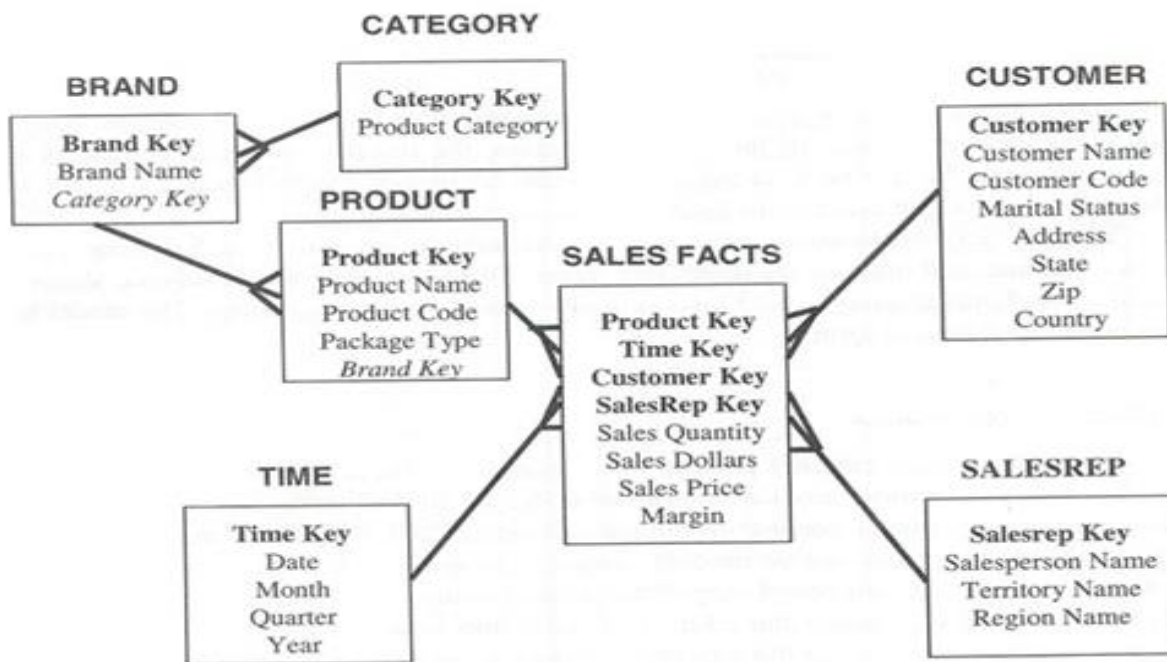 CATEGORY
Category Key
Product Category
BRAND
Brand Key
Brand Name
Category Key
PRODUCT
Product Key
Product Name
Product Code
Package Type
Brand Key
SALES FACTS
Product Key
Time Key
Customer Key
SalesRep Key
Sales Quantity
Sales Dollars
Sales Price
Margin
CUSTOMER
Customer Key
Customer Name
Customer Code
Marital Status
Address
State
Zip
Country
TIME
Time Key
Date
Month
Quarter
Year
SALESREP
Salesrep Key
Salesperson Name
Territory Name
Region Name